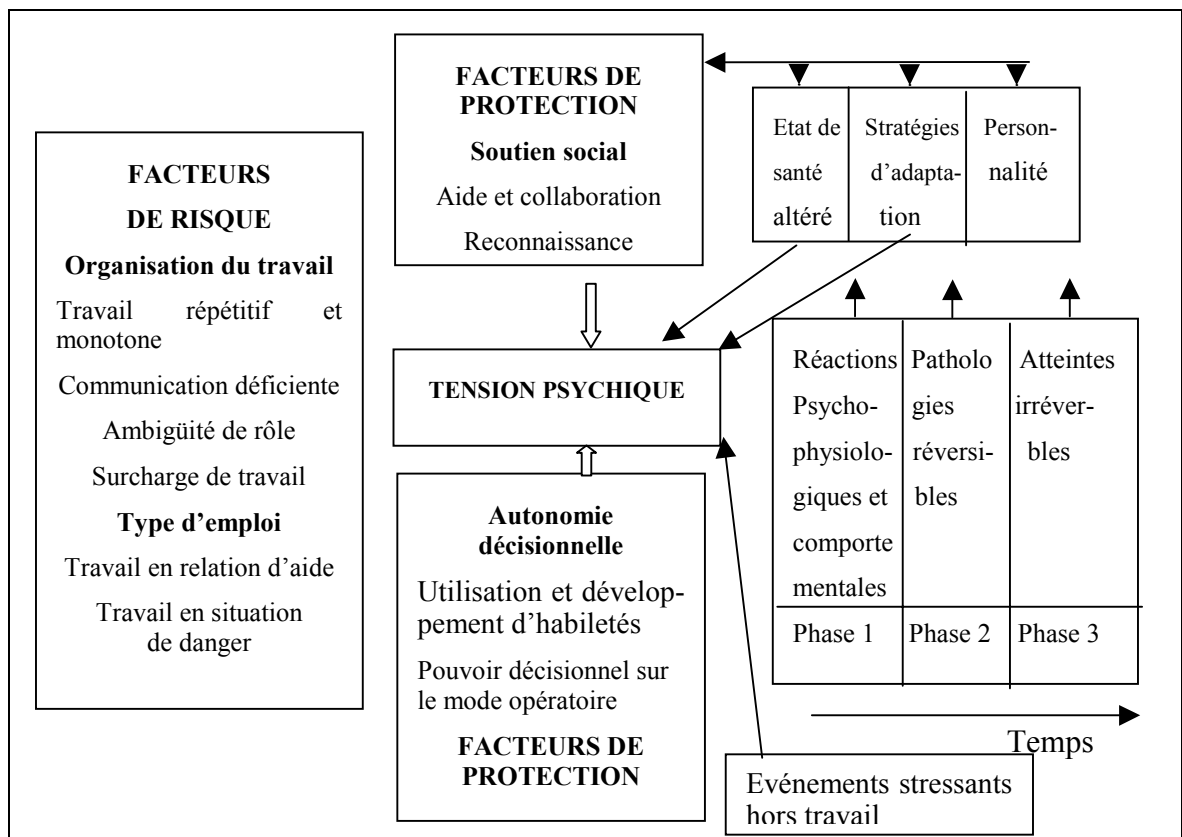 FACTEURS
DE RISQUE
Organisation du travail
Travail répétitif et
monotone
Communication déficiente
Ambigüité de rôle
Surcharge de travail
Type d'emploi
Travail en relation d'aide
Travail en situation
de danger
FACTEURS DE
PROTECTION
Soutien social
Aide et collaboration
Reconnaissance
TENSION PSYCHIQUE
Autonomie
décisionnelle
Utilisation et dévelop-
pement d'habiletés
Pouvoir décisionnel sur
le mode opératoire
FACTEURS DE
PROTECTION
Etat de
santé
altéré
Stratégies
d'adapta-
tion
Person-
nalité
Réactions
Psycho-
physiolo-
giques et
comporte
mentales
Phase 1
Patholo
gies
réversi-
bles
Phase 2
Atteintes
irréver-
bles
Phase 3
Temps
Evénements stressants
hors travail